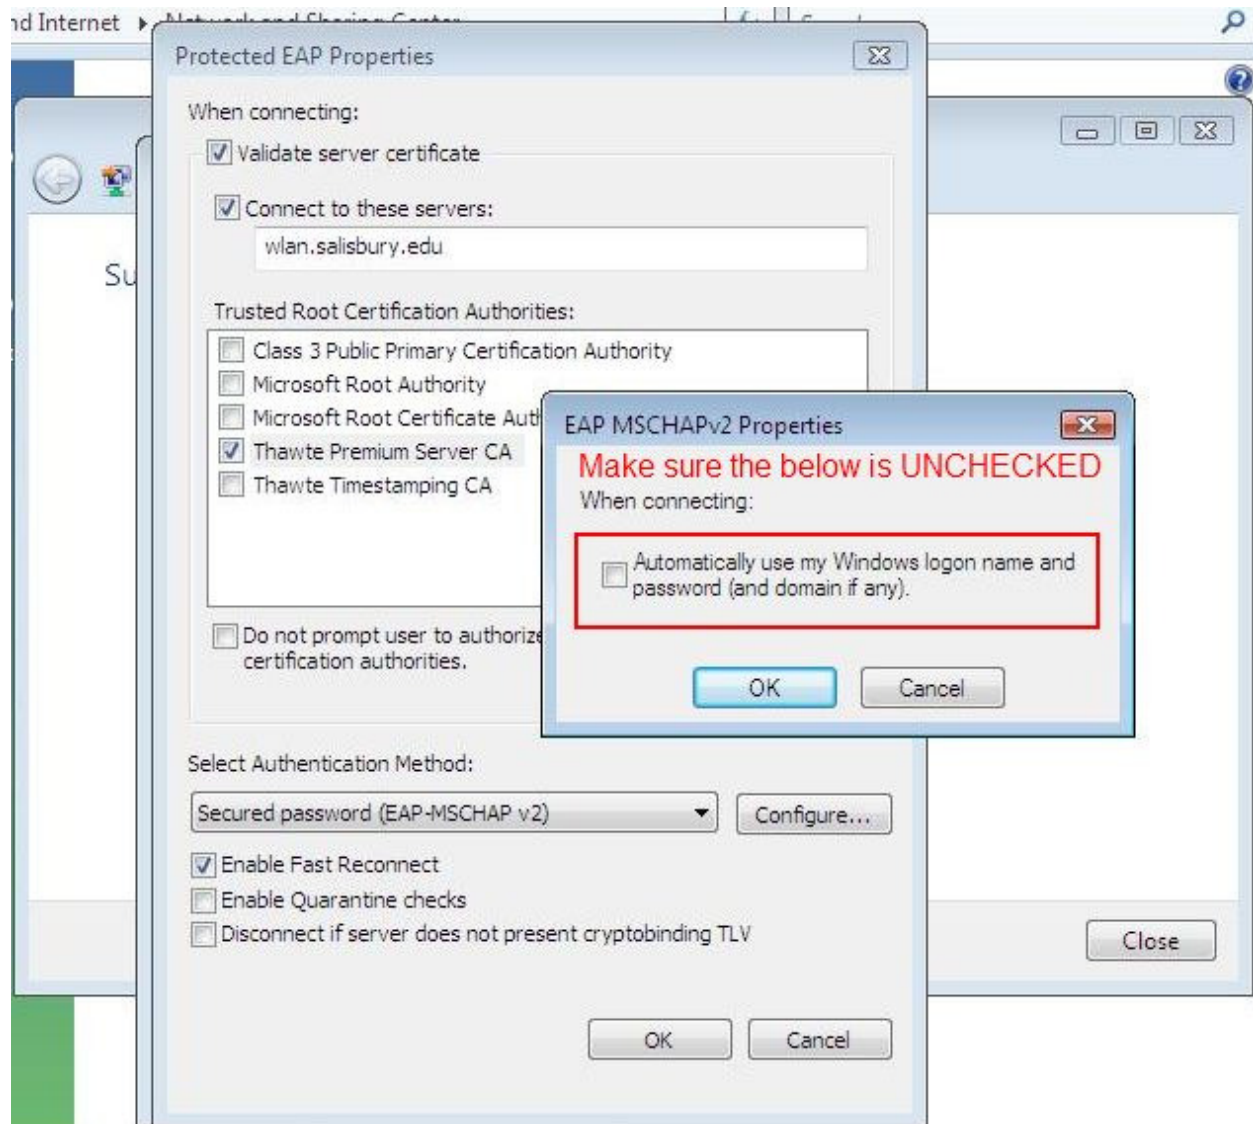 nd Internet
Network and Sharing Center
Protected EAP Properties
When connecting:
Validate server certificate
Connect to these servers:
wlan.salisbury.edu
Su
Trusted Root Certification Authorities:
Class 3 Public Primary Certification Authority
Microsoft Root Authority
Microsoft Root Certificate Auth
Thawte Premium Server CA
Thawte Timestamping CA
EAP MSCHAPv2 Properties
Make sure the below is UNCHECKED
When connecting:
Automatically use my Windows logon name and
password (and domain if any).
OK
Cancel
Do not prompt user to authorize
certification authorities.
Select Authentication Method:
Secured password (EAP-MSCHAP v2)
Configure...
Enable Fast Reconnect
Enable Quarantine checks
Disconnect if server does not present cryptobinding TLV
Close
OK
Cancel